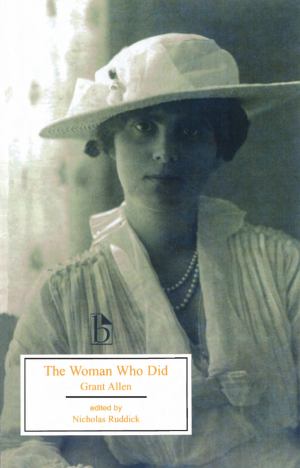 b
The Woman Who Did
Grant Allen
edited by
Nicholas Ruddick